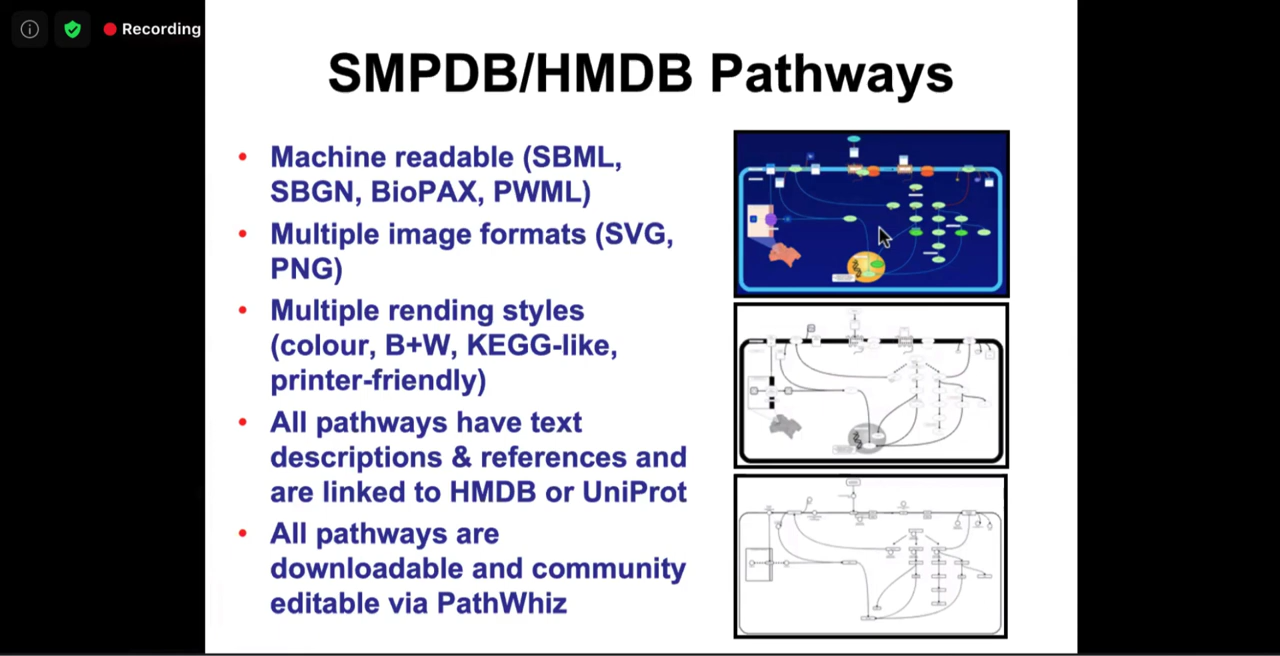 Recording
SMPDB/HMDB Pathways
• Machine readable (SBML,
SBGN, BioPAX, PWML)
• Multiple image formats (SVG,
PNG)
• Multiple rending styles
(colour, B+W, KEGG-like,
printer-friendly)
• All pathways have text
descriptions & references and
are linked to HMDB or UniProt
• All pathways are
downloadable and community
editable via PathWhiz